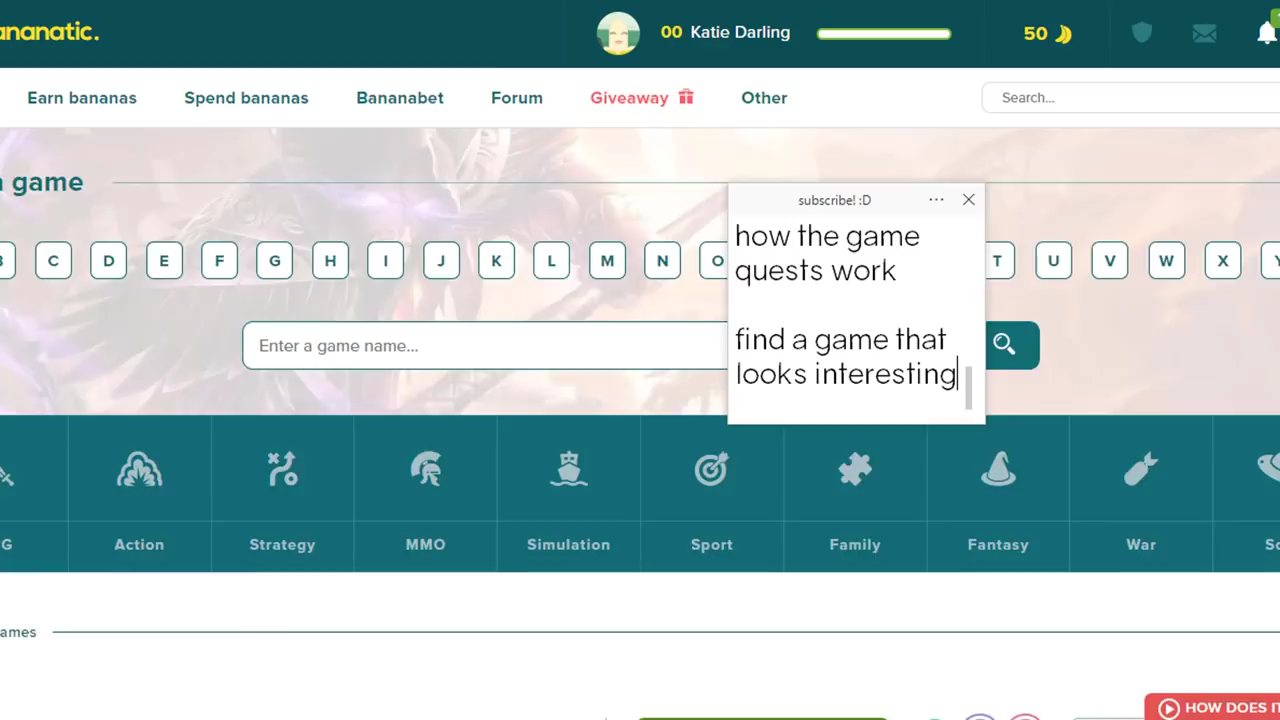 ananatic.
00 Katie Darling
50
Earn bananas
Spend bananas
Bananabet
Forum
Giveaway
Other
Search...
a game
subscribe! :D
how the game
quests work
find a game that
looks interesting
B C D E F G H I J K L M N O T U V W X Y
Enter a game name...
G
Action
Strategy
MMO
Simulation
Sport
Family
Fantasy
War
Sc
ames
HOW DOES I